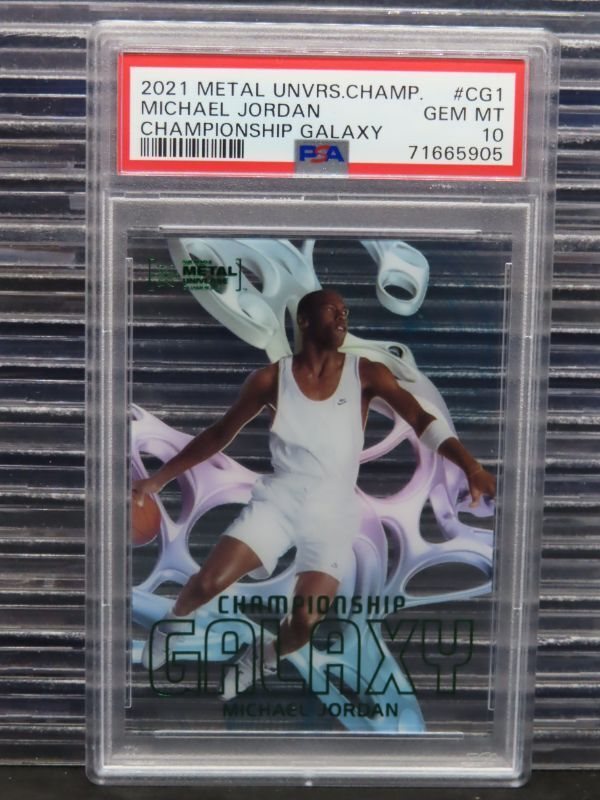 2021 METAL UNVRS.CHAMP. #CG1
MICHAEL JORDAN GEM MT
CHAMPIONSHIP GALAXY 10
PSA 71665905
METAL
UNIVERSE
CHAMPIONSHIP
GALAXY
MICHAEL JORDAN